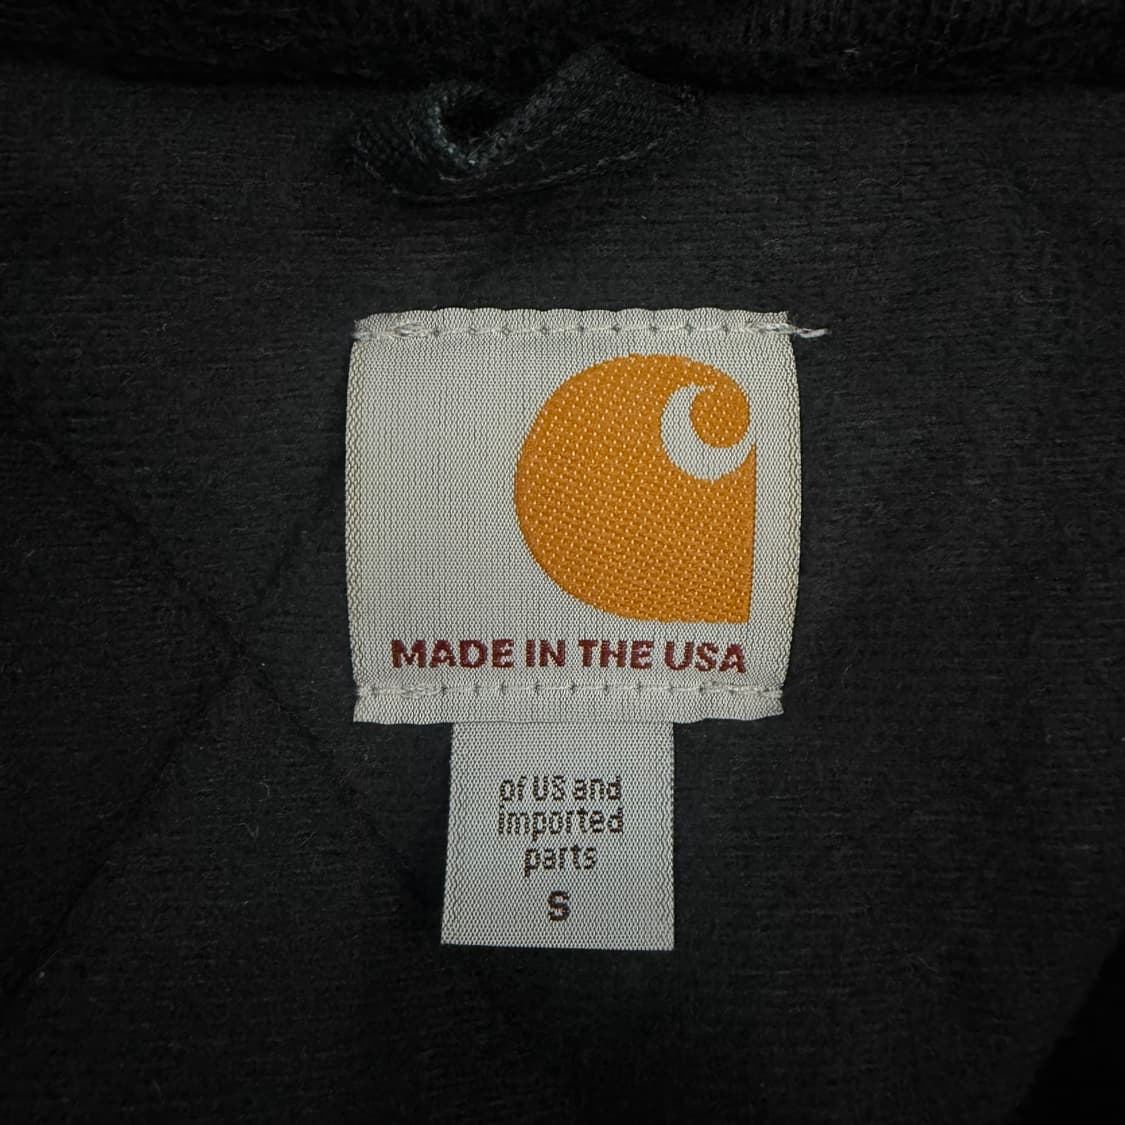 MADE IN THE USA
of US and
imported
parts
S